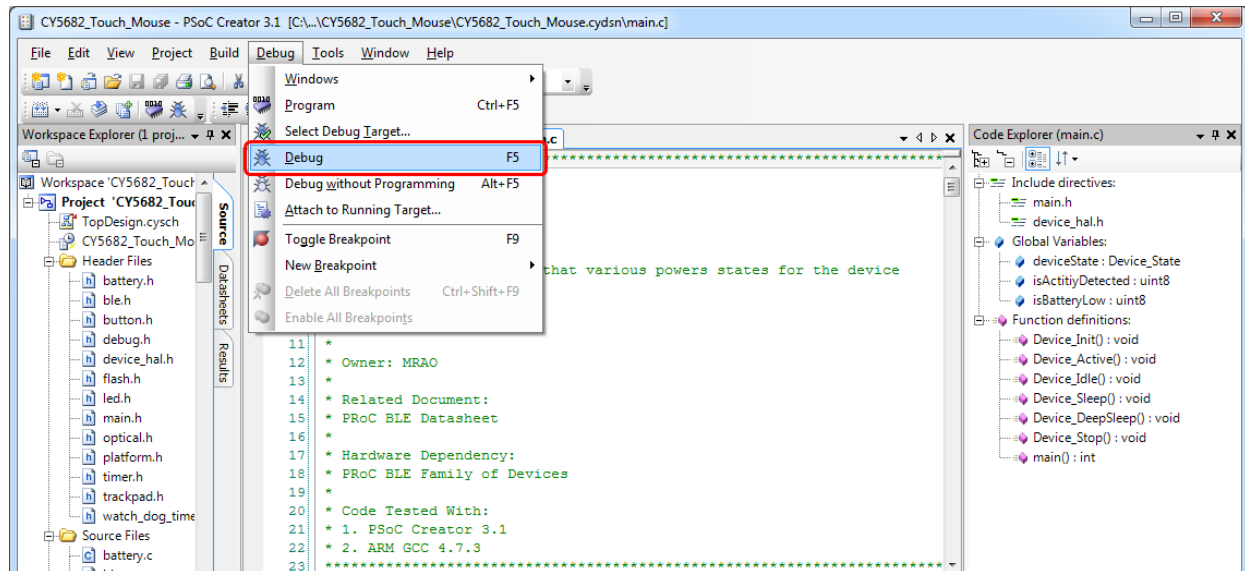 CY5682_Touch_Mouse - PSoC Creator 3.1 [C:\...\CY5682_Touch_Mouse\CY5682_Touch_Mouse.cydsn\main.c]
File Edit View Project Build Debug Tools Window Help
Windows
Program Ctrl+F5
Select Debug Target...
Debug F5
Debug without Programming Alt+F5
Attach to Running Target...
Toggle Breakpoint F9
New Breakpoint
Delete All Breakpoints Ctrl+Shift+F9
Enable All Breakpoints
Workspace Explorer (1 proj...
Workspace 'CY5682_Touch
Project 'CY5682_Tou
TopDesign.cysch
CY5682_Touch_Mo
Header Files
battery.h
ble.h
button.h
debug.h
device_hal.h
flash.h
led.h
main.h
optical.h
platform.h
timer.h
trackpad.h
watch_dog_time
Source Files
battery.c
Source
Datasheets
Results
.c
******************************************************
that various powers states for the device
11 *
12 * Owner: MRAO
13 *
14 * Related Document:
15 * PRoC BLE Datasheet
16 *
17 * Hardware Dependency:
18 * PRoC BLE Family of Devices
19 *
20 * Code Tested With:
21 * 1. PSoC Creator 3.1
22 * 2. ARM GCC 4.7.3
23 ******************************************************************************
Code Explorer (main.c)
Include directives:
main.h
device_hal.h
Global Variables:
deviceState : Device_State
isActitiyDetected : uint8
isBatteryLow : uint8
Function definitions:
Device_Init() : void
Device_Active() : void
Device_Idle() : void
Device_Sleep() : void
Device_DeepSleep() : void
Device_Stop() : void
main() : int